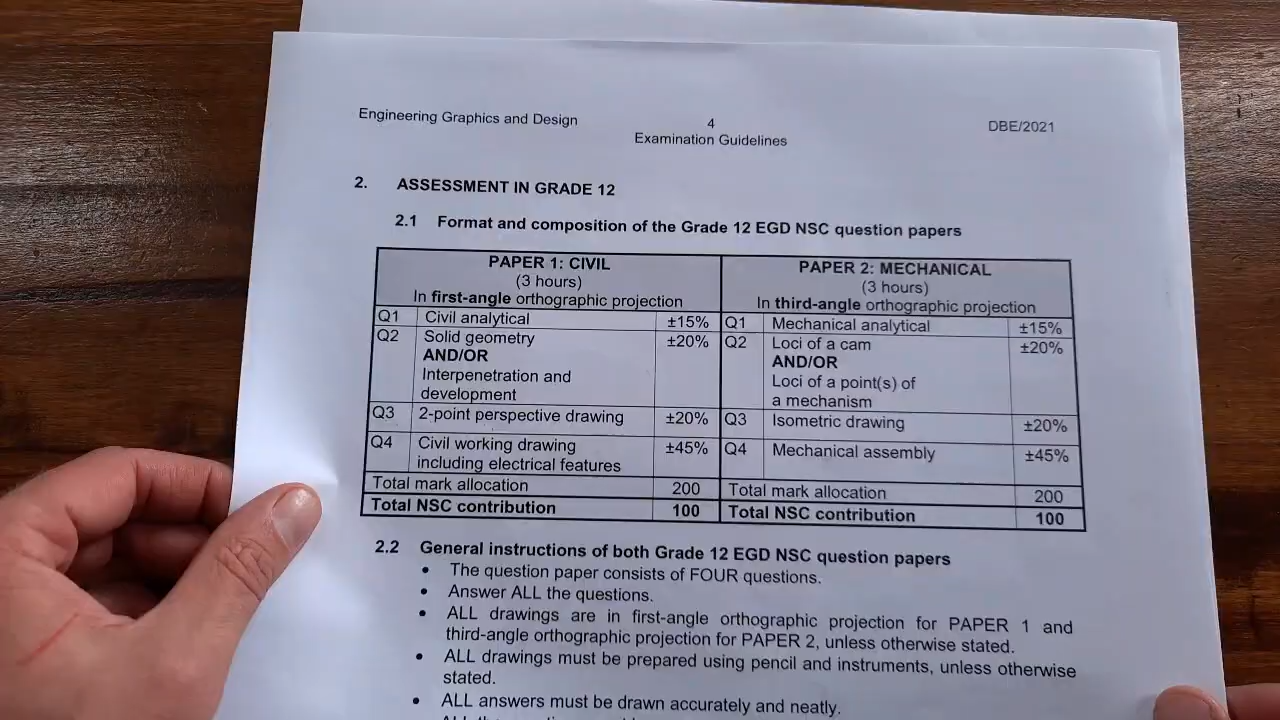 Engineering Graphics and Design
4
DBE/2021
Examination Guidelines
2. ASSESSMENT IN GRADE 12
2.1 Format and composition of the Grade 12 EGD NSC question papers
PAPER 1: CIVIL
(3 hours)
In first-angle orthographic projection
PAPER 2: MECHANICAL
(3 hours)
In third-angle orthographic projection
Q1 Civil analytical ±15% Q1 Mechanical analytical ±15%
Q2 Solid geometry ±20% Q2 Loci of a cam ±20%
AND/OR AND/OR
Interpenetration and Loci of a point(s) of
development a mechanism
Q3 2-point perspective drawing ±20% Q3 Isometric drawing ±20%
Q4 Civil working drawing ±45% Q4 Mechanical assembly ±45%
including electrical features
Total mark allocation 200 Total mark allocation 200
Total NSC contribution 100 Total NSC contribution 100
2.2 General instructions of both Grade 12 EGD NSC question papers
• The question paper consists of FOUR questions.
• Answer ALL the questions.
• ALL drawings are in first-angle orthographic projection for PAPER 1 and
third-angle orthographic projection for PAPER 2, unless otherwise stated.
• ALL drawings must be prepared using pencil and instruments, unless otherwise
stated.
• ALL answers must be drawn accurately and neatly.